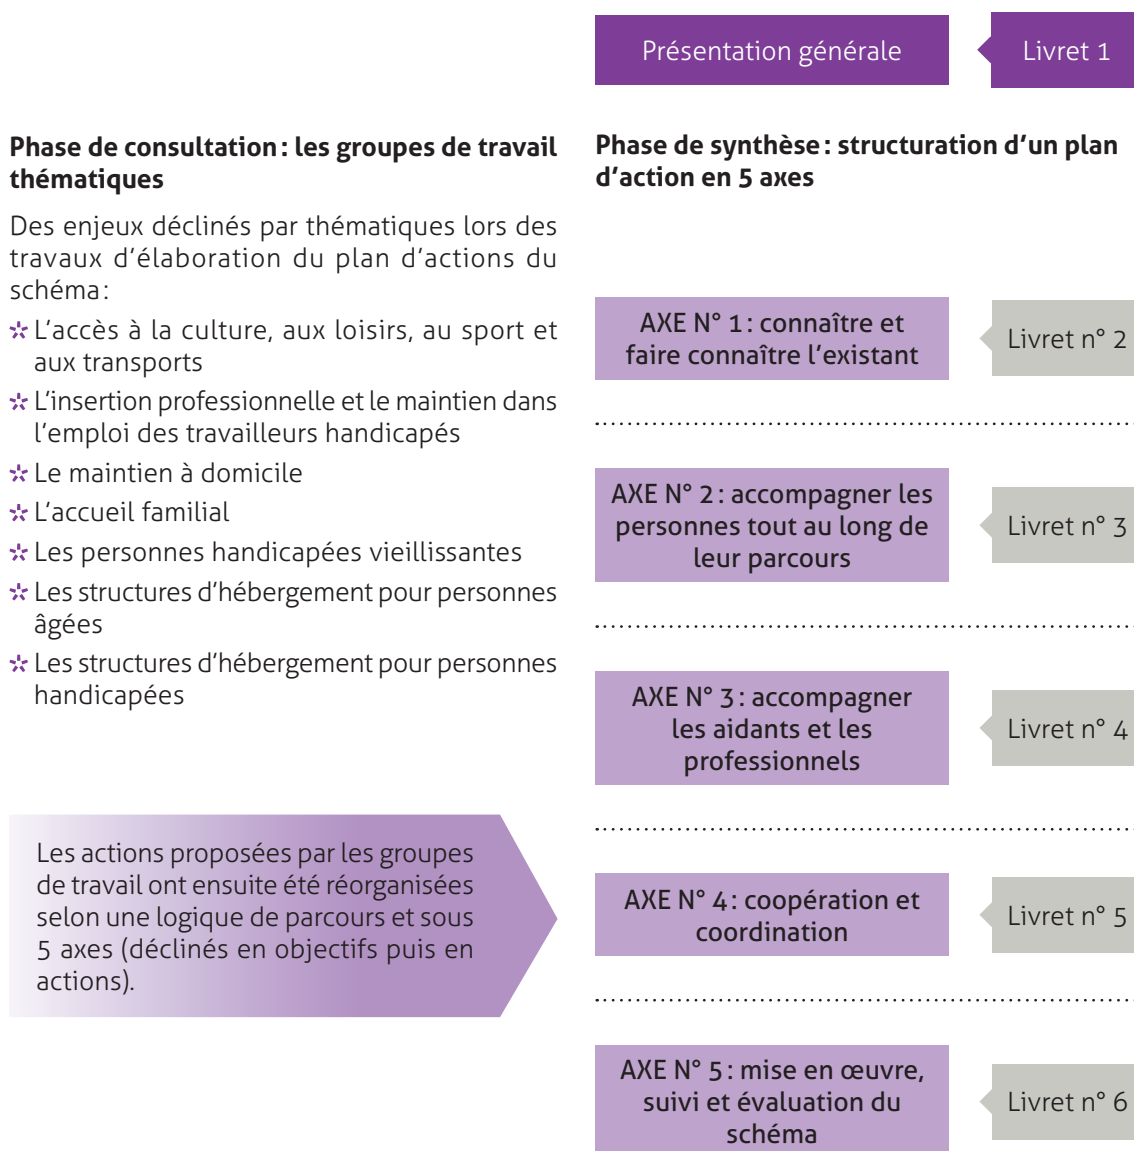 Présentation générale
Livret 1
Phase de consultation : les groupes de travail
thématiques
Des enjeux déclinés par thématiques lors des
travaux d’élaboration du plan d’actions du
schéma :
L’accès à la culture, aux loisirs, au sport et
aux transports
L’insertion professionnelle et le maintien dans
l’emploi des travailleurs handicapés
Le maintien à domicile
L’accueil familial
Les personnes handicapées vieillissantes
Les structures d’hébergement pour personnes
âgées
Les structures d’hébergement pour personnes
handicapées
Les actions proposées par les groupes
de travail ont ensuite été réorganisées
selon une logique de parcours et sous
5 axes (déclinés en objectifs puis en
actions).
Phase de synthèse : structuration d’un plan
d’action en 5 axes
AXE N° 1 : connaître et
faire connaître l’existant
Livret n° 2
AXE N° 2 : accompagner les
personnes tout au long de
leur parcours
Livret n° 3
AXE N° 3 : accompagner
les aidants et les
professionnels
Livret n° 4
AXE N° 4 : coopération et
coordination
Livret n° 5
AXE N° 5 : mise en œuvre,
suivi et évaluation du
schéma
Livret n° 6